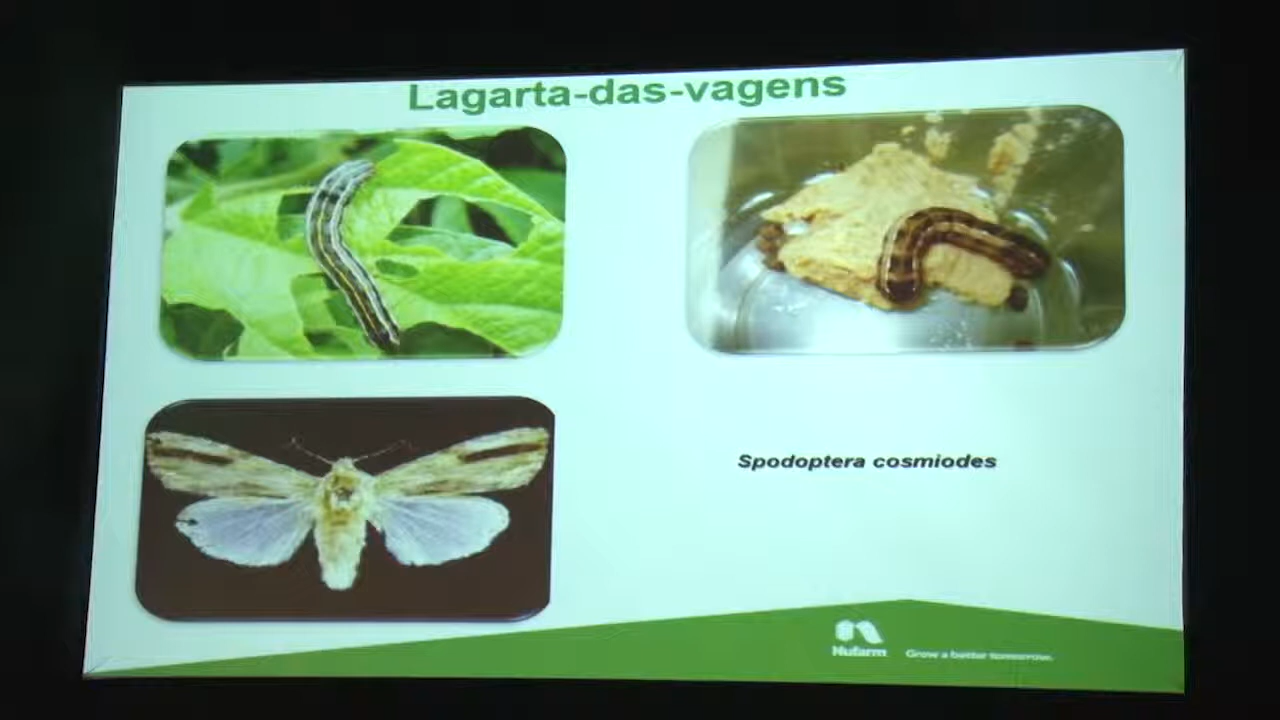 Lagarta-das-vagens
Spodoptera cosmiodes
Nufarm
Grow a better tomorrow.